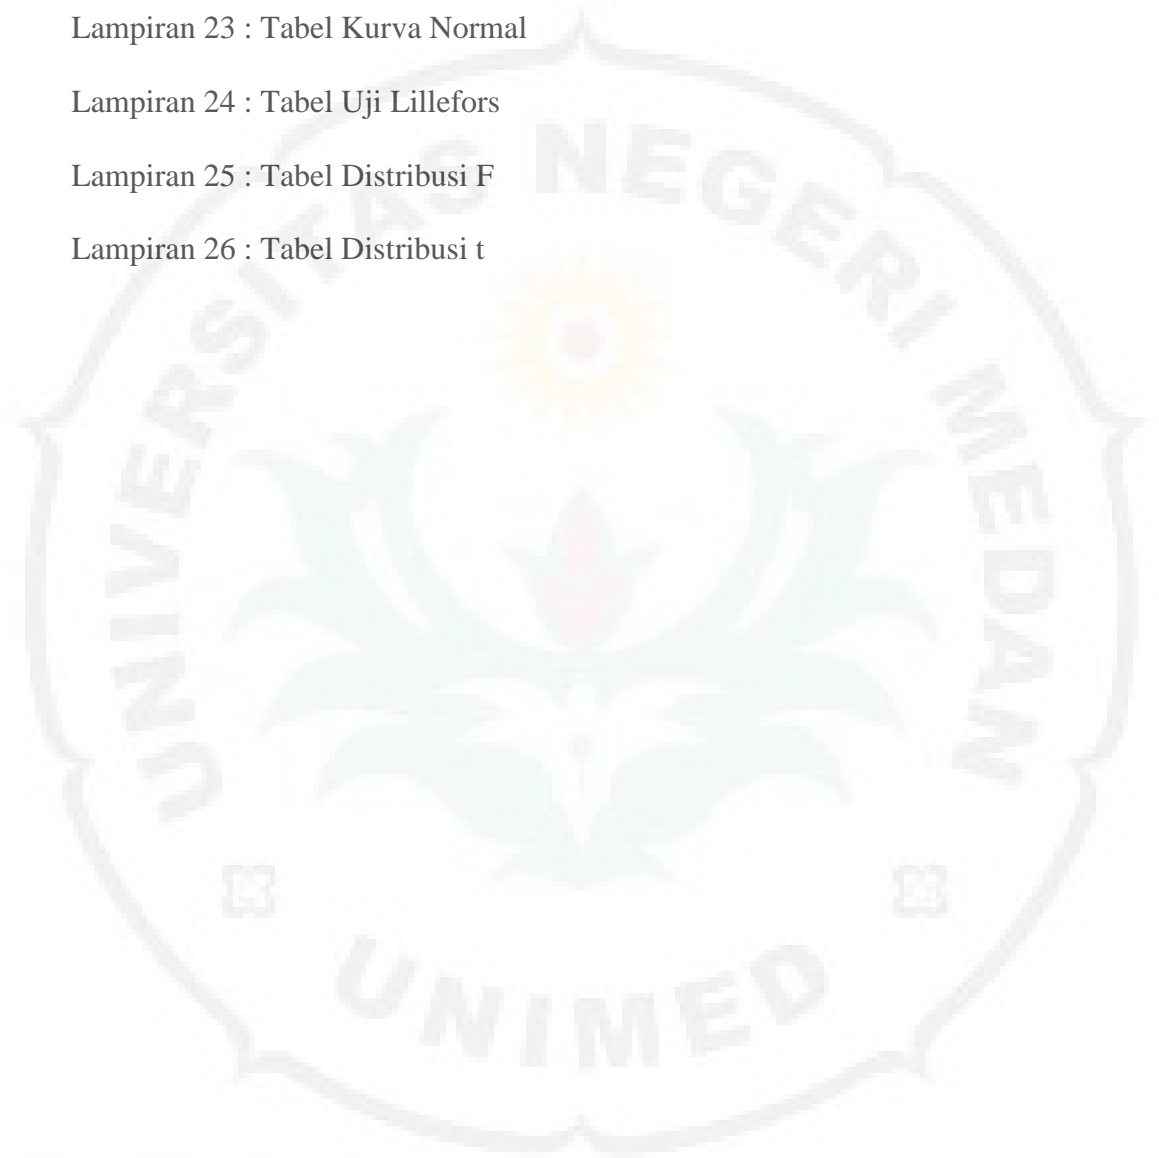 Lampiran 23 : Tabel Kurva Normal
Lampiran 24 : Tabel Uji Lillefors
Lampiran 25 : Tabel Distribusi F
Lampiran 26 : Tabel Distribusi t
UNIVERSITAS NEGERI MEDAN
UNIMED